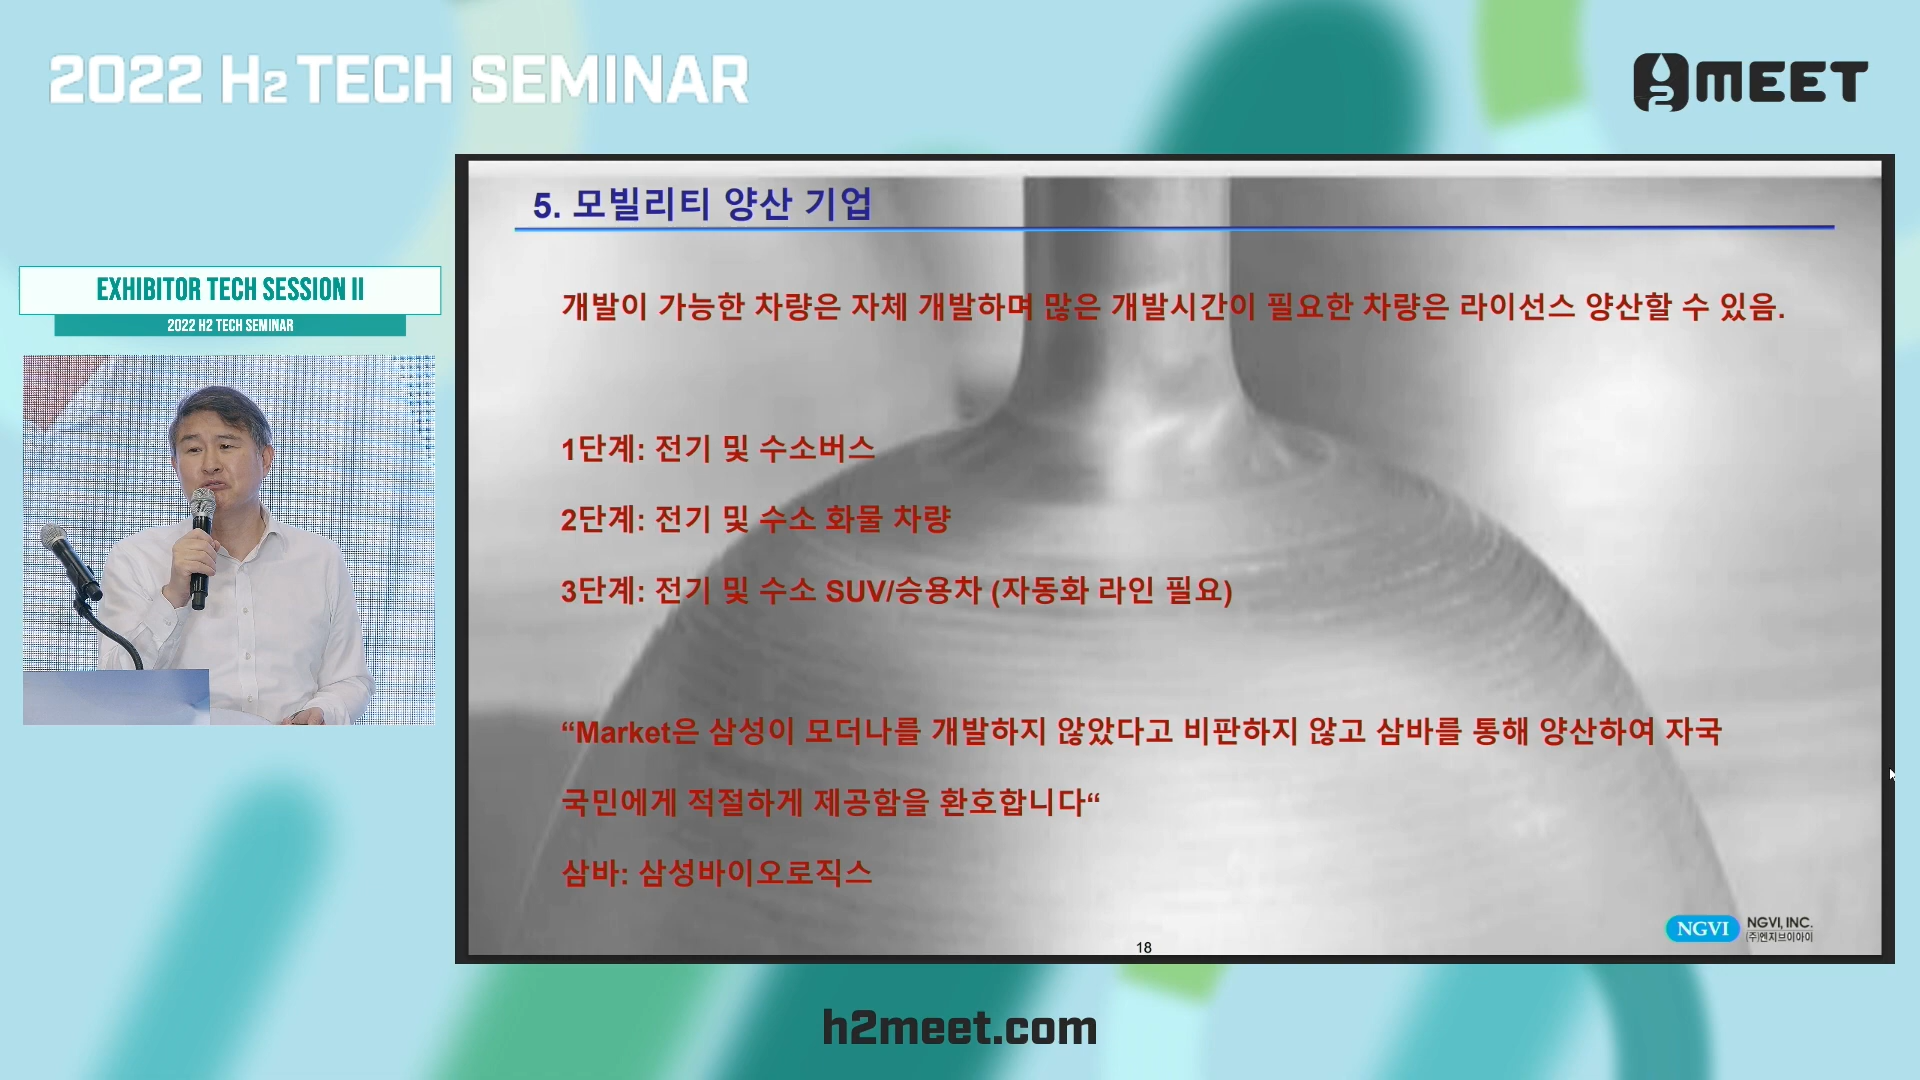 2022 H2 TECH SEMINAR
H2 MEET
EXHIBITOR TECH SESSION II
2022 H2 TECH SEMINAR
5. 모빌리티 양산 기업
개발이 가능한 차량은 자체 개발하며 많은 개발시간이 필요한 차량은 라이선스 양산할 수 있음.
1단계: 전기 및 수소버스
2단계: 전기 및 수소 화물 차량
3단계: 전기 및 수소 SUV/승용차 (자동화 라인 필요)
“Market은 삼성이 모더나를 개발하지 않았다고 비판하지 않고 삼바를 통해 양산하여 자국
국민에게 적절하게 제공함을 환호합니다“
삼바: 삼성바이오로직스
NGVI NGVI, INC.
(주)엔지브이아이
18
h2meet.com